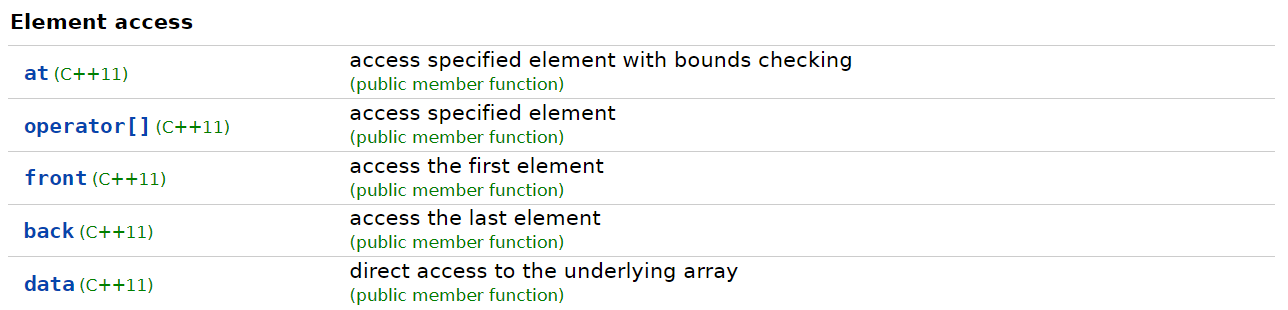 Element access
at (C++11) access specified element with bounds checking
(public member function)
operator[] (C++11) access specified element
(public member function)
front (C++11) access the first element
(public member function)
back (C++11) access the last element
(public member function)
data (C++11) direct access to the underlying array
(public member function)